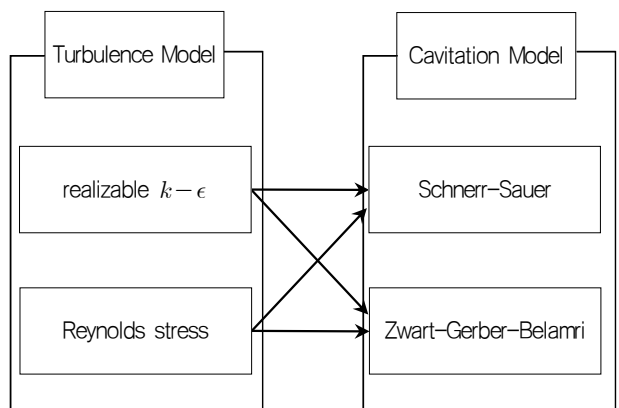 Turbulence Model
Cavitation Model
realizable k−ϵ
Schnerr−Sauer
Reynolds stress
Zwart−Gerber−Belamri